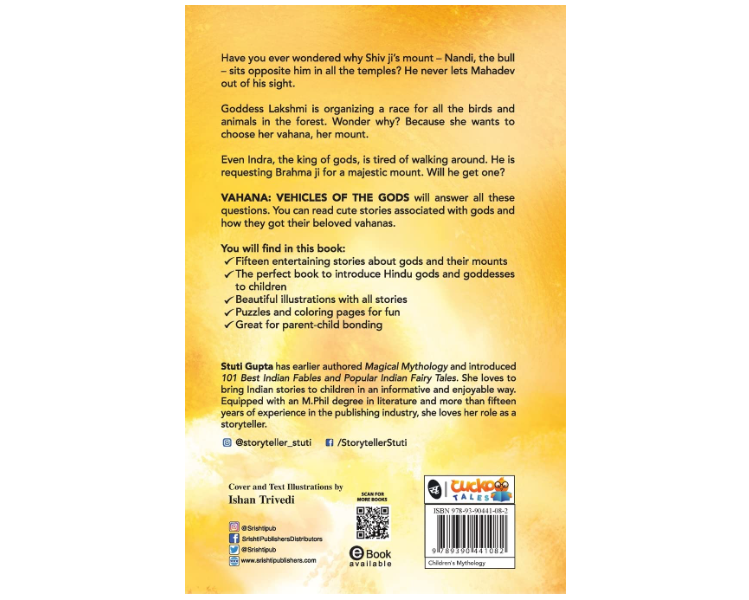 Have you ever wondered why Shiv ji's mount – Nandi, the bull
– sits opposite him in all the temples? He never lets Mahadev
out of his sight.
Goddess Lakshmi is organizing a race for all the birds and
animals in the forest. Wonder why? Because she wants to
choose her vahana, her mount.
Even Indra, the king of gods, is tired of walking around. He is
requesting Brahma ji for a majestic mount. Will he get one?
VAHANA: VEHICLES OF THE GODS will answer all these
questions. You can read cute stories associated with gods and
how they got their beloved vahanas.
You will find in this book:
✓ Fifteen entertaining stories about gods and their mounts
✓ The perfect book to introduce Hindu gods and goddesses
to children
✓ Beautiful illustrations with all stories
✓ Puzzles and coloring pages for fun
✓ Great for parent-child bonding
Stuti Gupta has earlier authored Magical Mythology and introduced
101 Best Indian Fables and Popular Indian Fairy Tales. She loves to
bring Indian stories to children in an informative and enjoyable way.
Equipped with an M.Phil degree in literature and more than fifteen
years of experience in the publishing industry, she loves her role as a
storyteller.
@storyteller_stuti /StorytellerStuti
Cover and Text Illustrations by
Ishan Trivedi
@Srishtipub
SrishtiPublishersDistributors
@Srishtipub
www.srishtipublishers.com
SCAN FOR
MORE BOOKS
eBook
available
cuckoo
TALES
ISBN 978-93-90441-08-2
9 789390 441082
Children's Mythology